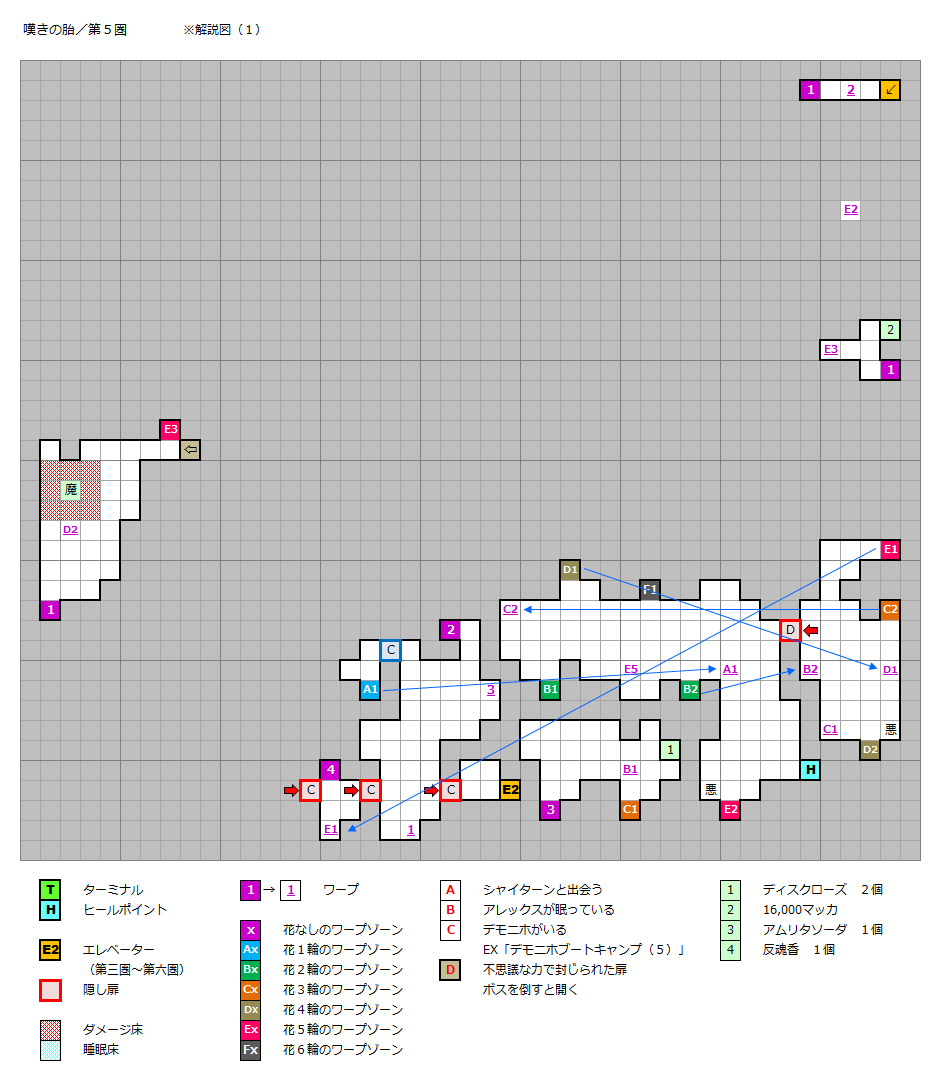 嘆きの胎／第５圏　　　　※解説図（１）
1 2 ↙
E2
2
E3
1
E3
⇦
魔
D2
1
E1
D1
F1
C2 C2
2 D
C
E5 A1 B2 D1
A1 3 B1 B2
C1 悪
1 D2
4 B1 H
C C C E2 悪
3 C1 E2
E1 1
T ターミナル
H ヒールポイント
E2 エレベーター
（第三圏～第六圏）
隠し扉
ダメージ床
睡眠床
1 → 1 ワープ
x 花なしのワープゾーン
Ax 花１輪のワープゾーン
Bx 花２輪のワープゾーン
Cx 花３輪のワープゾーン
Dx 花４輪のワープゾーン
Ex 花５輪のワープゾーン
Fx 花６輪のワープゾーン
A シャイターンと出会う
B アレックスが眠っている
C デモニホがいる
EX「デモニホブートキャンプ（５）」
D 不思議な力で封じられた扉
ボスを倒すと開く
1 ディスクローズ　２個
2 16,000マッカ
3 アムリタソーダ　１個
4 反魂香　１個